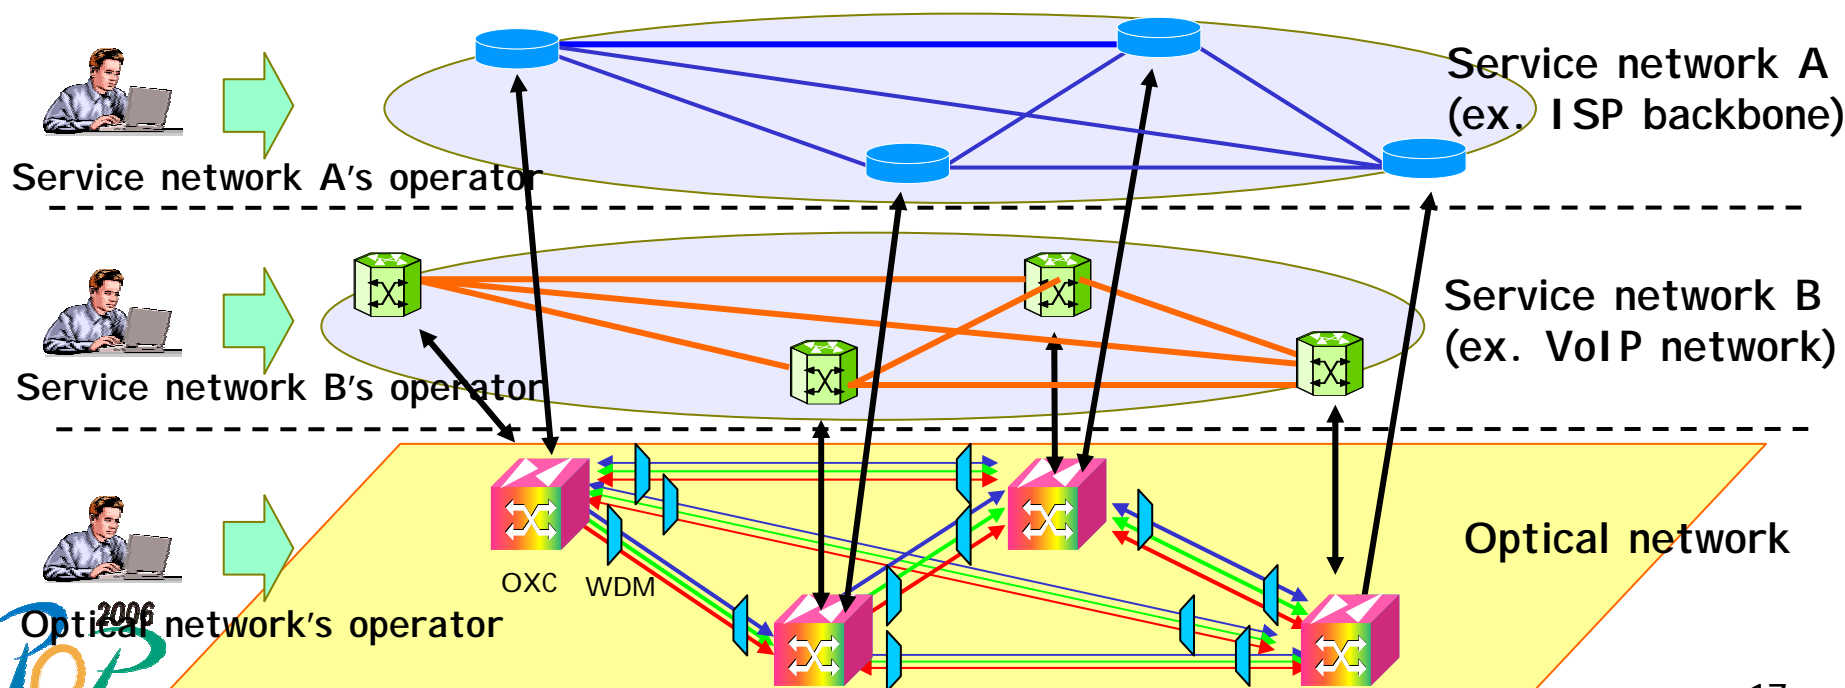 Service network A
(ex. ISP backbone)
Service network A's operator
Service network B
(ex. VoIP network)
Service network B's operator
OXC
WDM
Optical network
2006
Optical network's operator